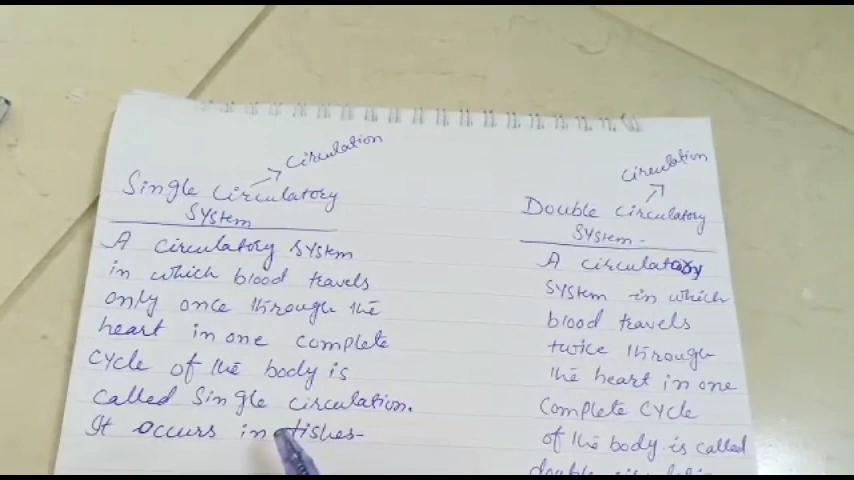 Circulation
Single Circulatory
System
A circulatory system
in which blood travels
only once through the
heart in one complete
cycle of the body is
called single circulation.
It occurs in fishes-
circulation
Double circulatory
system-
A circulatory
system in which
blood travels
twice through
the heart in one
complete cycle
of the body is called